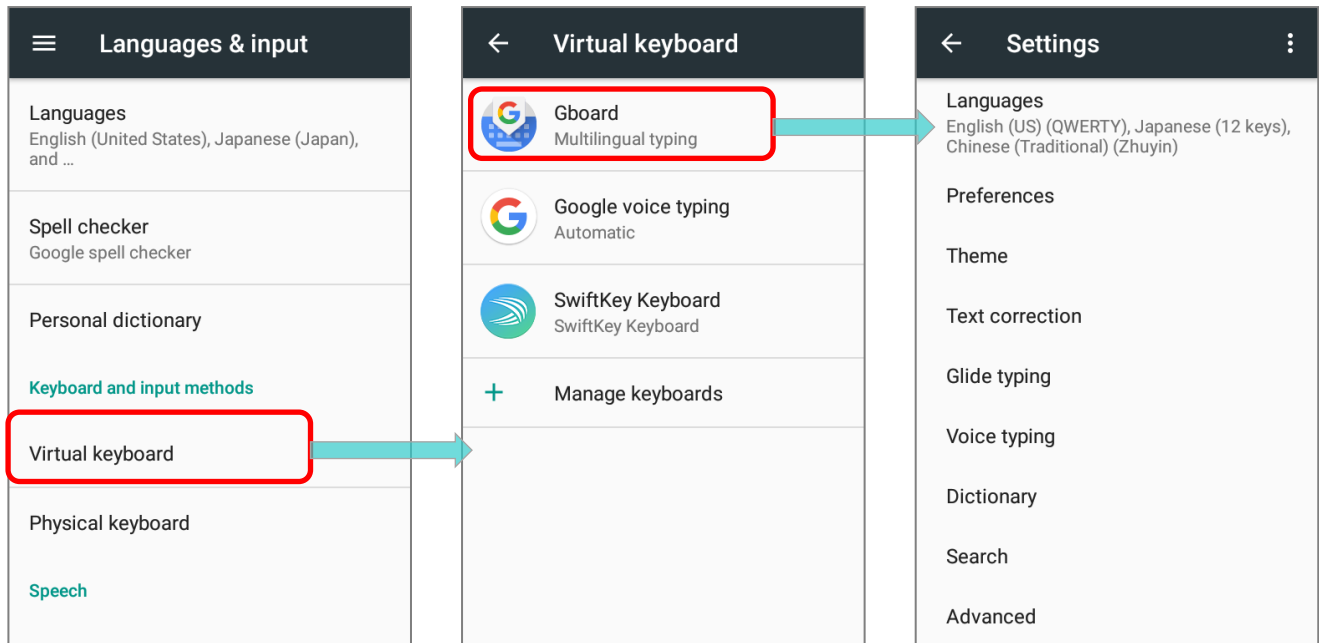 Languages & input
Languages
English (United States), Japanese (Japan),
and ...
Spell checker
Google spell checker
Personal dictionary
Keyboard and input methods
Virtual keyboard
Physical keyboard
Speech
Virtual keyboard
G
Gboard
Multilingual typing
G
Google voice typing
Automatic
SwiftKey Keyboard
SwiftKey Keyboard
+
Manage keyboards
Settings
Languages
English (US) (QWERTY), Japanese (12 keys),
Chinese (Traditional) (Zhuyin)
Preferences
Theme
Text correction
Glide typing
Voice typing
Dictionary
Search
Advanced